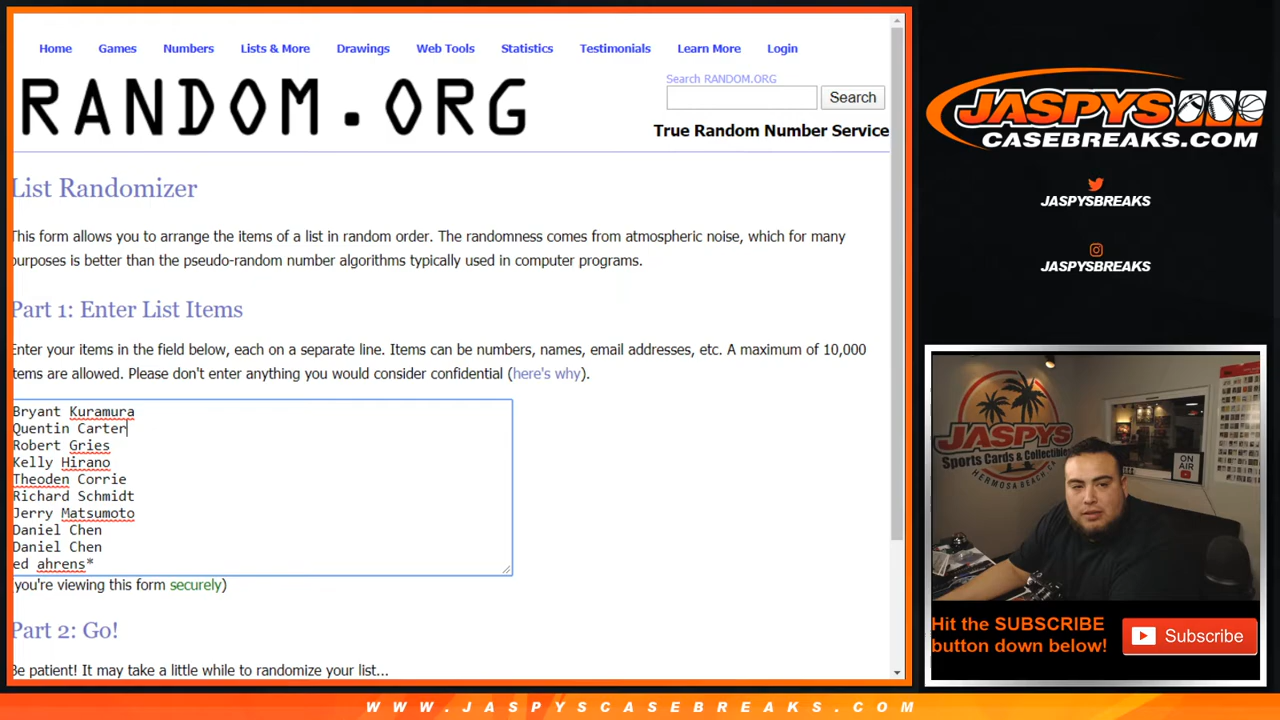 Home Games Numbers Lists & More Drawings Web Tools Statistics Testimonials Learn More Login
RANDOM.ORG
Search RANDOM.ORG
Search
True Random Number Service
List Randomizer
This form allows you to arrange the items of a list in random order. The randomness comes from atmospheric noise, which for many
purposes is better than the pseudo-random number algorithms typically used in computer programs.
Part 1: Enter List Items
Enter your items in the field below, each on a separate line. Items can be numbers, names, email addresses, etc. A maximum of 10,000
items are allowed. Please don't enter anything you would consider confidential (here's why).
Bryant Kuramura
Quentin Carter
Robert Gries
Kelly Hirano
Theoden Corrie
Richard Schmidt
Jerry Matsumoto
Daniel Chen
Daniel Chen
ed ahrens*
(you're viewing this form securely)
Part 2: Go!
Be patient! It may take a little while to randomize your list...
JASPYS
CASEBREAKS.COM
JASPYSBREAKS
JASPYSBREAKS
JASPYS
Sports Cards & Collectibles
HERMOSA BEACH, CA
ON AIR
Hit the SUBSCRIBE
button down below!
Subscribe
WWW.JASPYSCASEBREAKS.COM